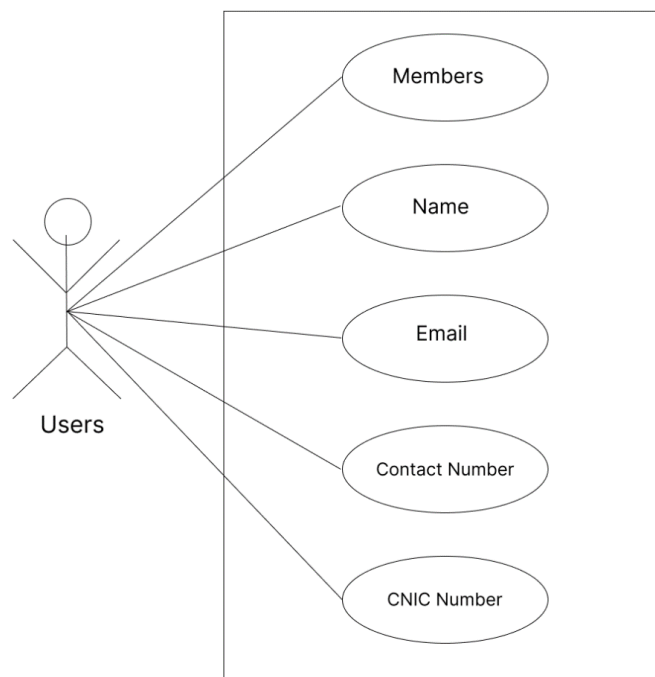 Members
Name
Email
Users
Contact Number
CNIC Number